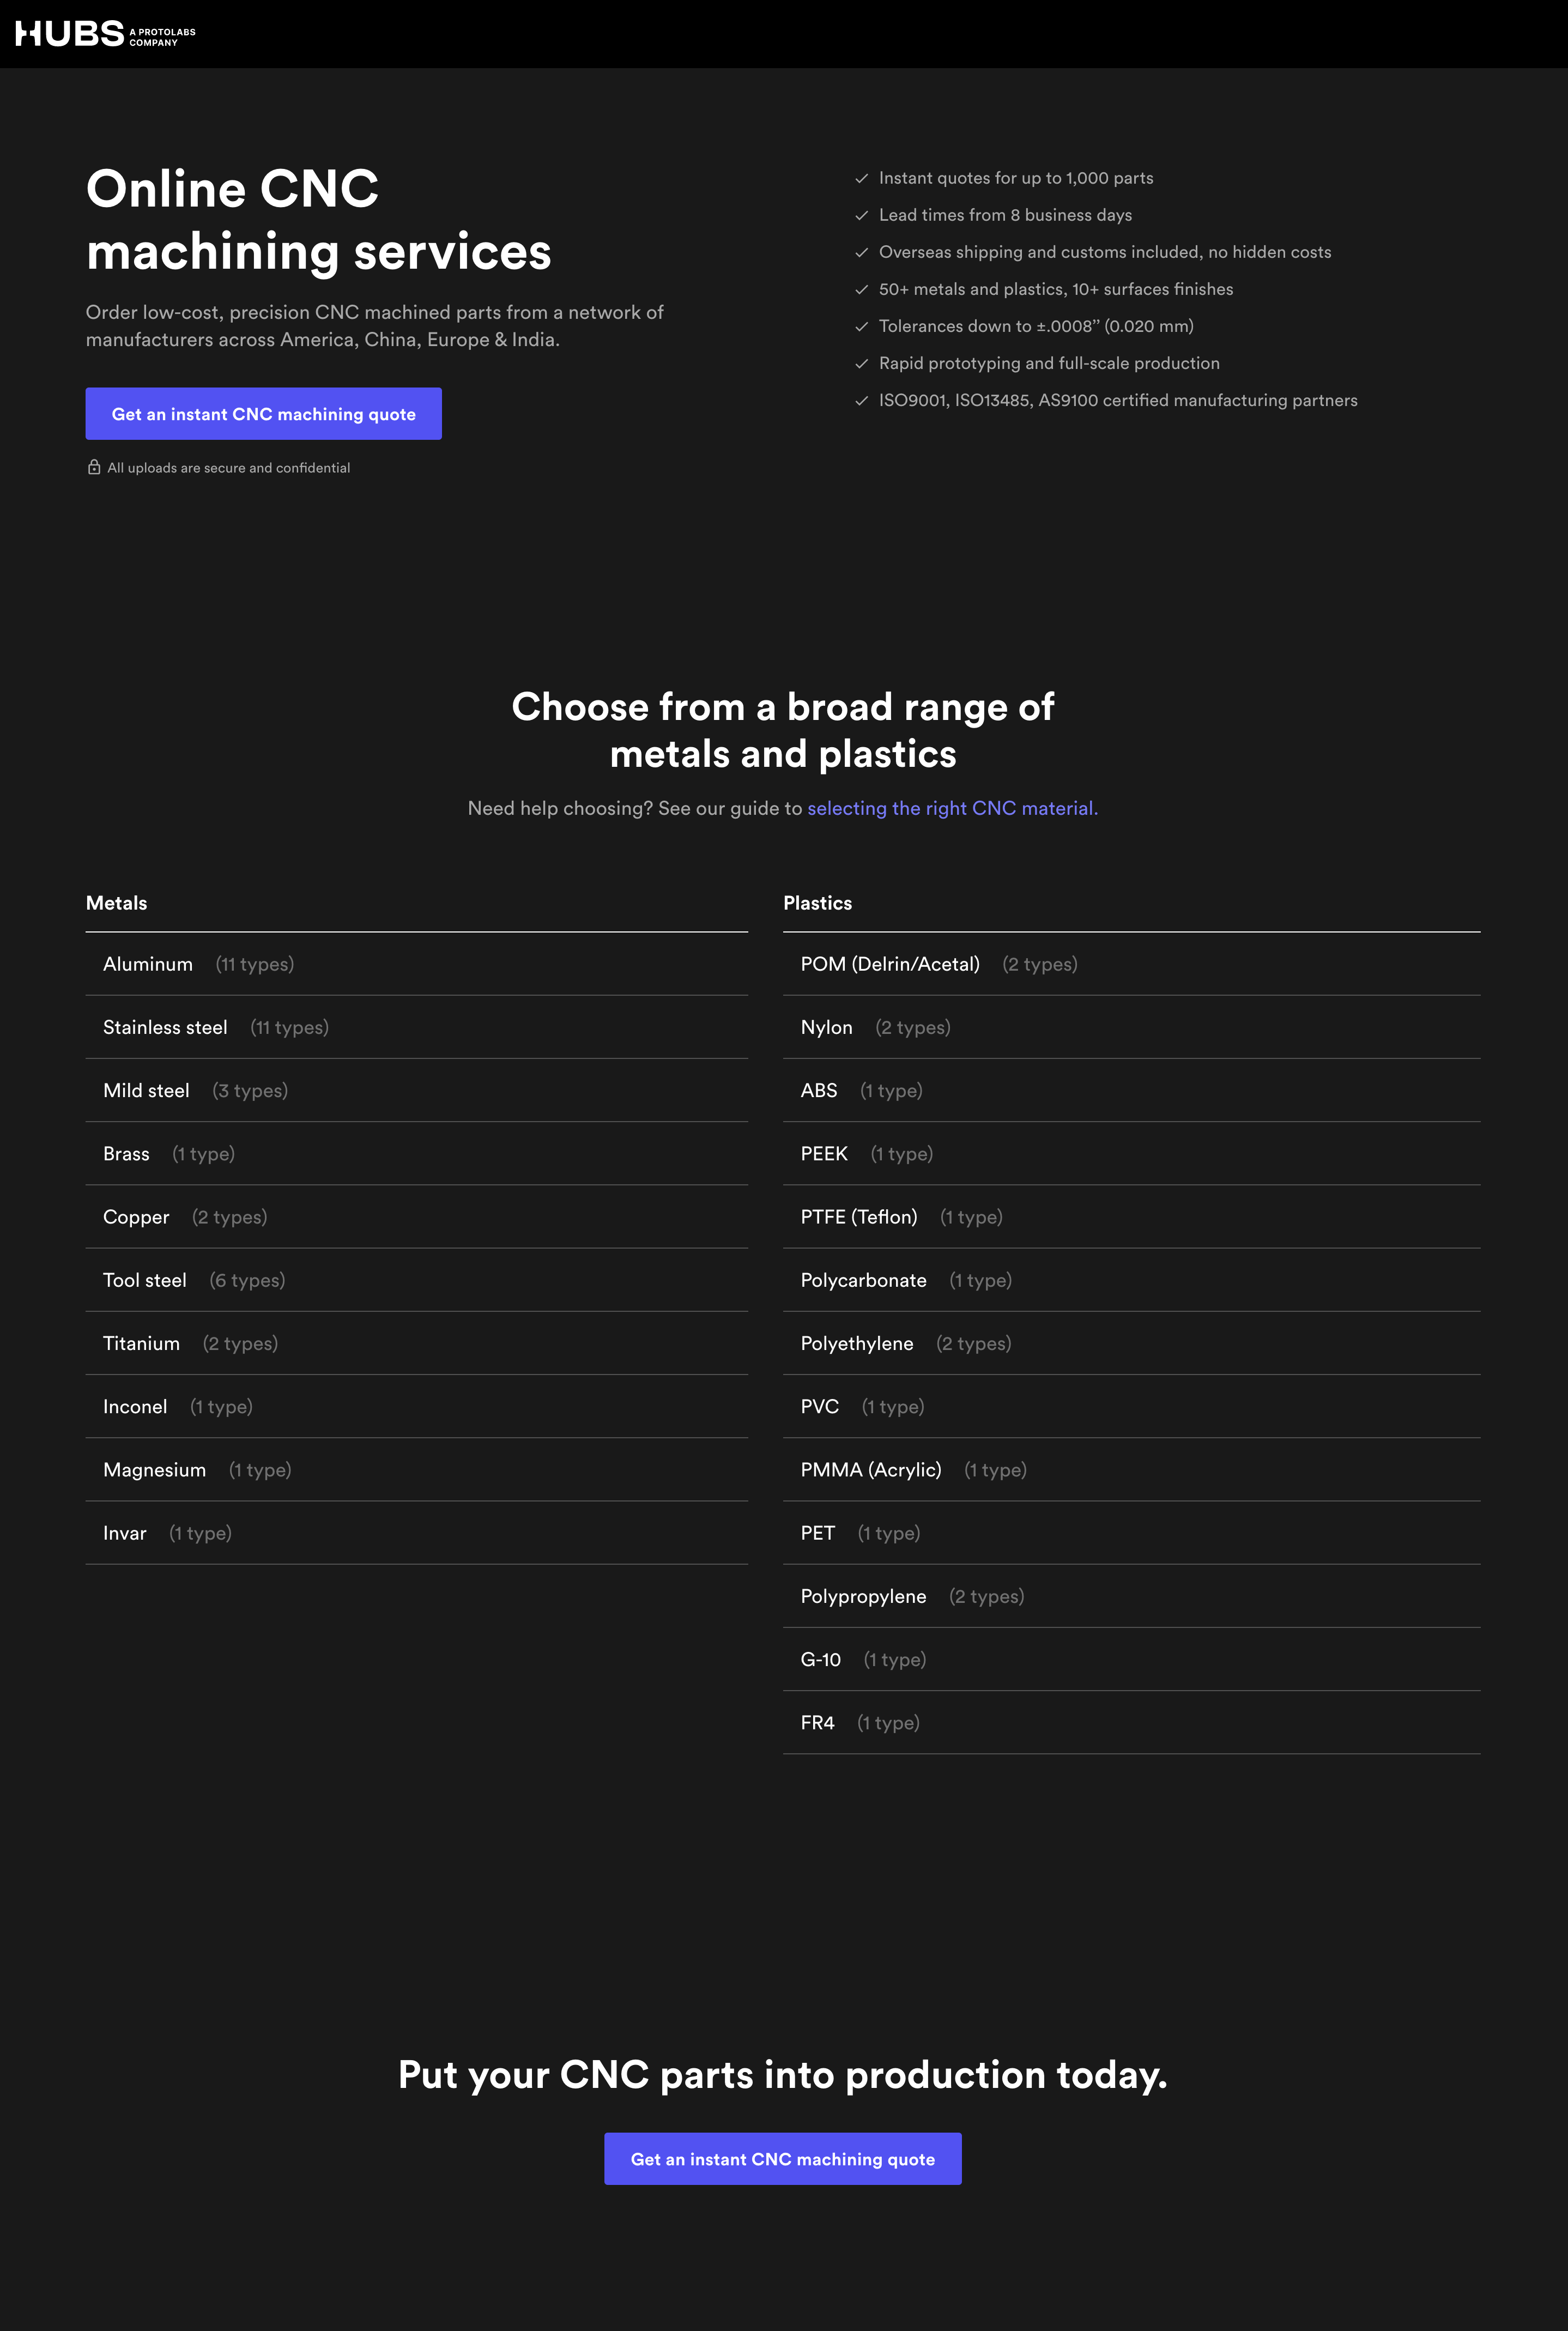 HUBS A PROTOLABS
COMPANY
Online CNC
machining services
Order low-cost, precision CNC machined parts from a network of
manufacturers across America, China, Europe & India.
Get an instant CNC machining quote
All uploads are secure and confidential
Instant quotes for up to 1,000 parts
Lead times from 8 business days
Overseas shipping and customs included, no hidden costs
50+ metals and plastics, 10+ surfaces finishes
Tolerances down to ±.0008” (0.020 mm)
Rapid prototyping and full-scale production
ISO9001, ISO13485, AS9100 certified manufacturing partners
Choose from a broad range of
metals and plastics
Need help choosing? See our guide to selecting the right CNC material.
Metals
Aluminum (11 types)
Stainless steel (11 types)
Mild steel (3 types)
Brass (1 type)
Copper (2 types)
Tool steel (6 types)
Titanium (2 types)
Inconel (1 type)
Magnesium (1 type)
Invar (1 type)
Plastics
POM (Delrin/Acetal) (2 types)
Nylon (2 types)
ABS (1 type)
PEEK (1 type)
PTFE (Teflon) (1 type)
Polycarbonate (1 type)
Polyethylene (2 types)
PVC (1 type)
PMMA (Acrylic) (1 type)
PET (1 type)
Polypropylene (2 types)
G-10 (1 type)
FR4 (1 type)
Put your CNC parts into production today.
Get an instant CNC machining quote